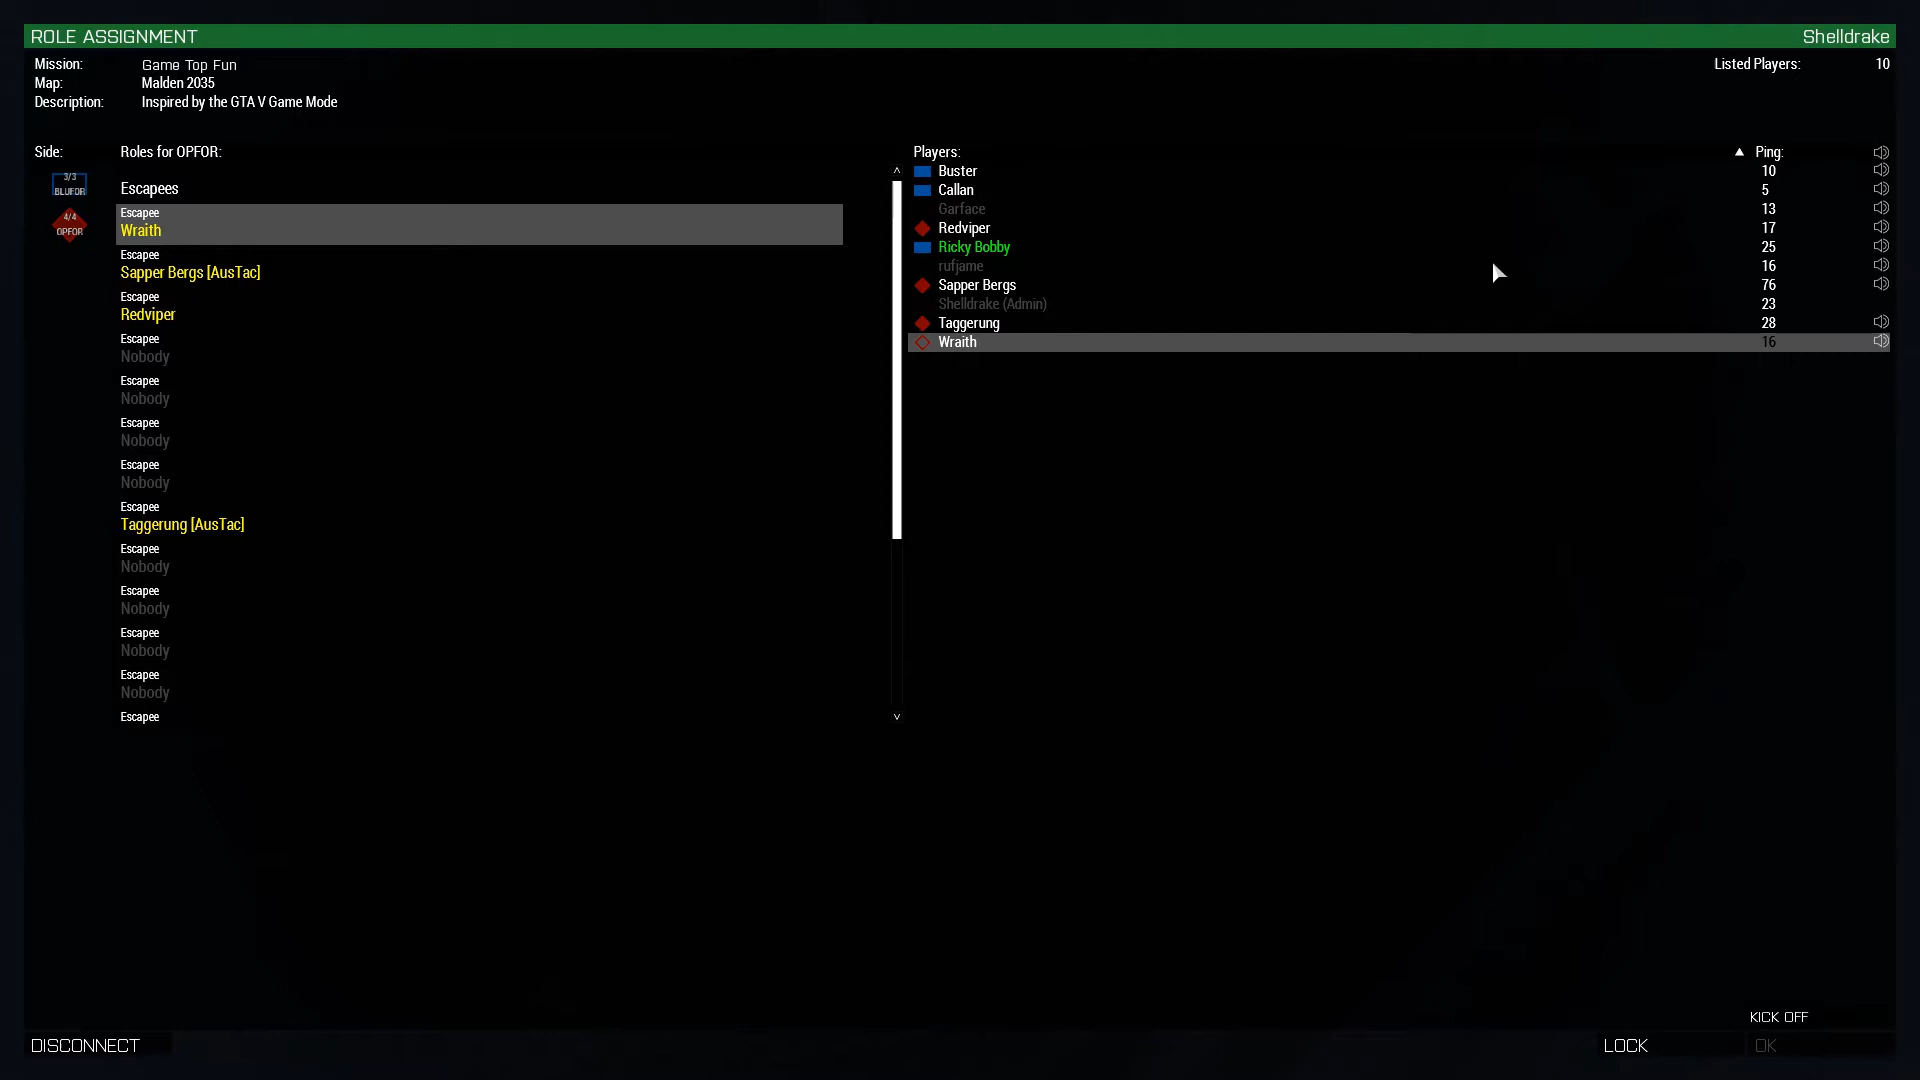 ROLE ASSIGNMENT Shelldrake
Mission: Game Top Fun Listed Players: 10
Map: Malden 2035
Description: Inspired by the GTA V Game Mode
Side: Roles for OPFOR: Players: Ping:
3/3
BLUFOR
4/4
OPFOR
Escapees
Escapee
Wraith
Escapee
Sapper Bergs [AusTac]
Escapee
Redviper
Escapee
Nobody
Escapee
Nobody
Escapee
Nobody
Escapee
Nobody
Escapee
Taggerung [AusTac]
Escapee
Nobody
Escapee
Nobody
Escapee
Nobody
Escapee
Nobody
Escapee
Buster 10
Callan 5
Garface 13
Redviper 17
Ricky Bobby 25
rufjame 16
Sapper Bergs 76
Shelldrake (Admin) 23
Taggerung 28
Wraith 16
KICK OFF
DISCONNECT LOCK OK